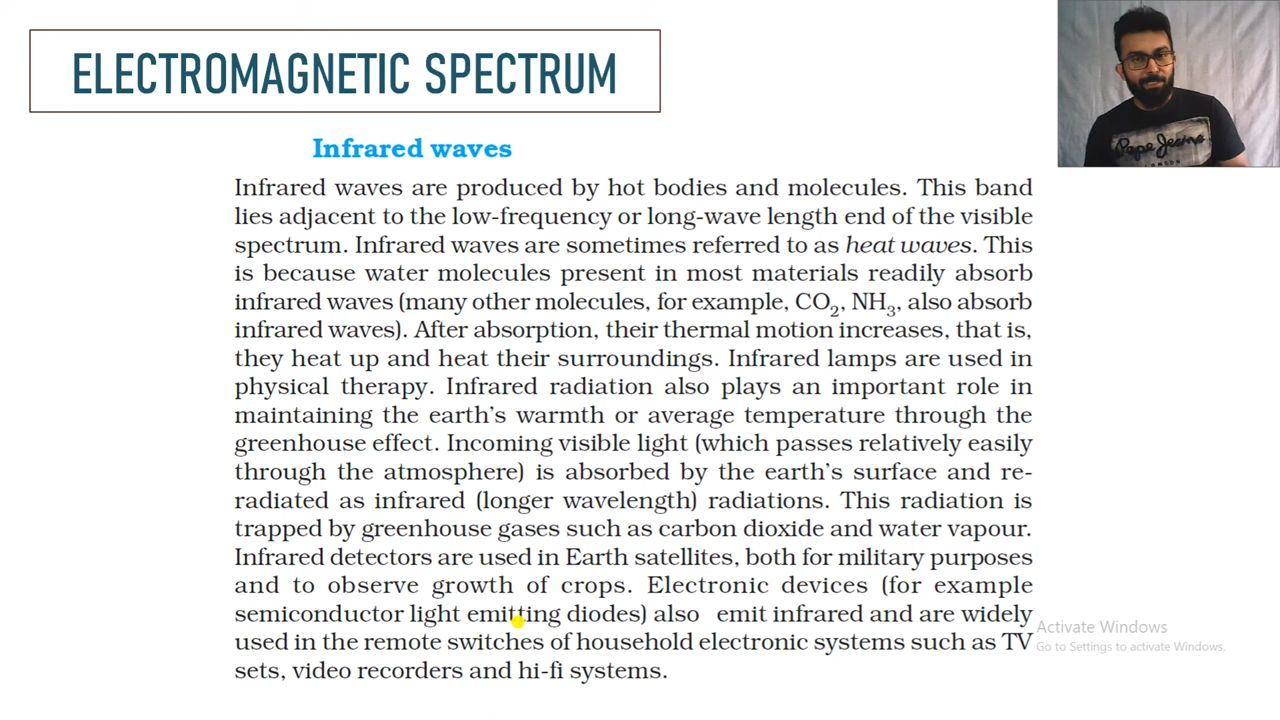 ELECTROMAGNETIC SPECTRUM
Infrared waves
Infrared waves are produced by hot bodies and molecules. This band
lies adjacent to the low-frequency or long-wave length end of the visible
spectrum. Infrared waves are sometimes referred to as heat waves. This
is because water molecules present in most materials readily absorb
infrared waves (many other molecules, for example, CO₂, NH₃, also absorb
infrared waves). After absorption, their thermal motion increases, that is,
they heat up and heat their surroundings. Infrared lamps are used in
physical therapy. Infrared radiation also plays an important role in
maintaining the earth's warmth or average temperature through the
greenhouse effect. Incoming visible light (which passes relatively easily
through the atmosphere) is absorbed by the earth's surface and re-
radiated as infrared (longer wavelength) radiations. This radiation is
trapped by greenhouse gases such as carbon dioxide and water vapour.
Infrared detectors are used in Earth satellites, both for military purposes
and to observe growth of crops. Electronic devices (for example
semiconductor light emitting diodes) also emit infrared and are widely
used in the remote switches of household electronic systems such as TV
sets, video recorders and hi-fi systems.
Pepe Jeans
LONDON
Activate Windows
Go to Settings to activate Windows.